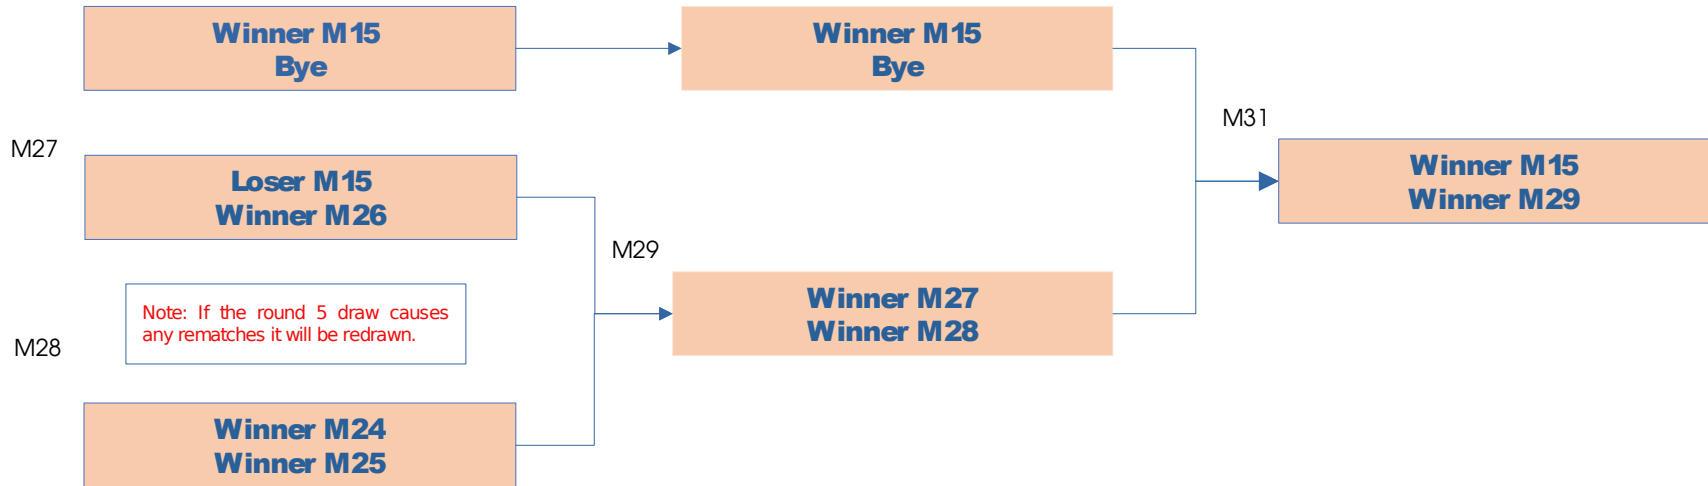 Winner M15
Bye
Winner M15
Bye
M31
M27
Loser M15
Winner M26
Winner M15
Winner M29
M29
Note: If the round 5 draw causes
any rematches it will be redrawn.
Winner M27
Winner M28
M28
Winner M24
Winner M25